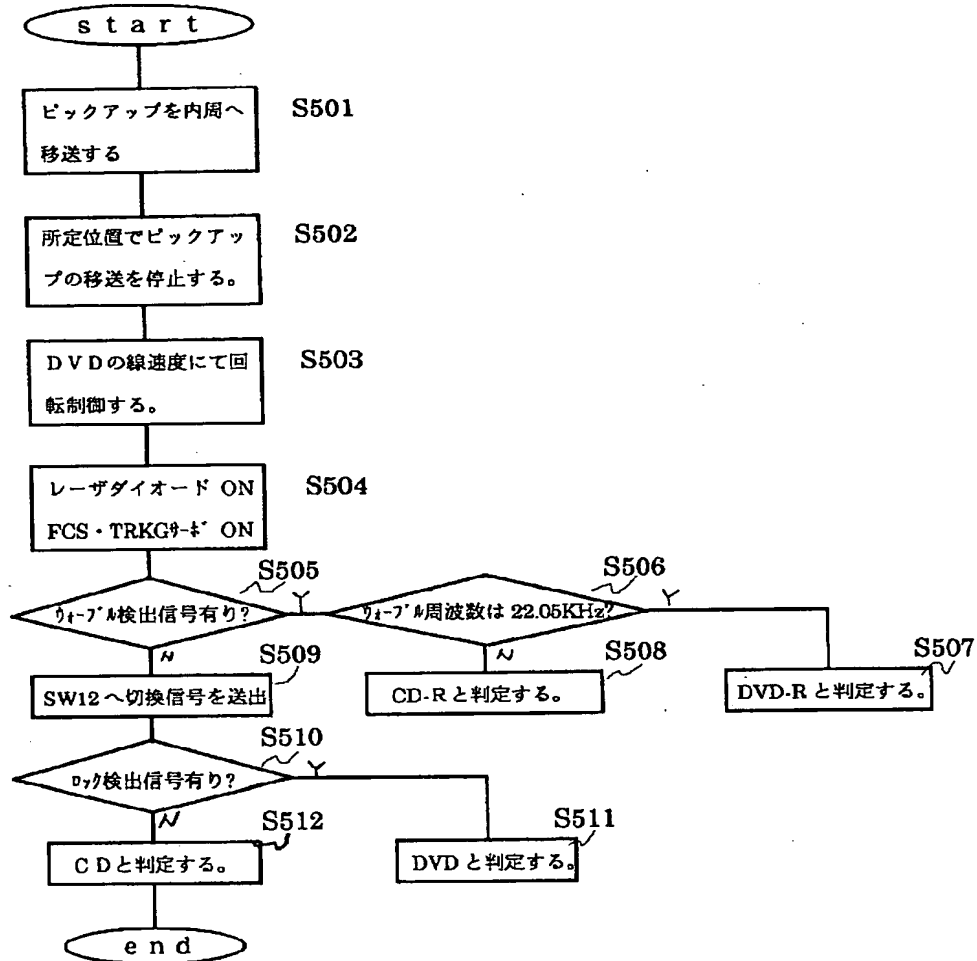 start
ピックアップを内周へ
移送する
S501
所定位置でピックアッ
プの移送を停止する。
S502
DVDの線速度にて回
転制御する。
S503
レーザダイオード ON
FCS・TRKGｻｰﾎﾞ ON
S504
ｳｫｰﾌﾞﾙ検出信号有り?
S505
Y
ｳｫｰﾌﾞﾙ周波数は 22.05KHz?
S506
Y
N
SW12へ切換信号を送出
S509
N
CD-Rと判定する。
S508
DVD-Rと判定する。
S507
ﾛｯｸ検出信号有り?
S510
Y
N
CDと判定する。
S512
DVDと判定する。
S511
end